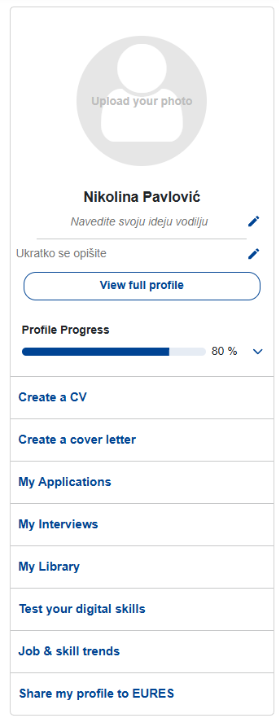 Upload your photo
Nikolina Pavlović
Navedite svoju ideju vodilju
Ukratko se opišite
View full profile
Profile Progress
80 %
Create a CV
Create a cover letter
My Applications
My Interviews
My Library
Test your digital skills
Job & skill trends
Share my profile to EURES